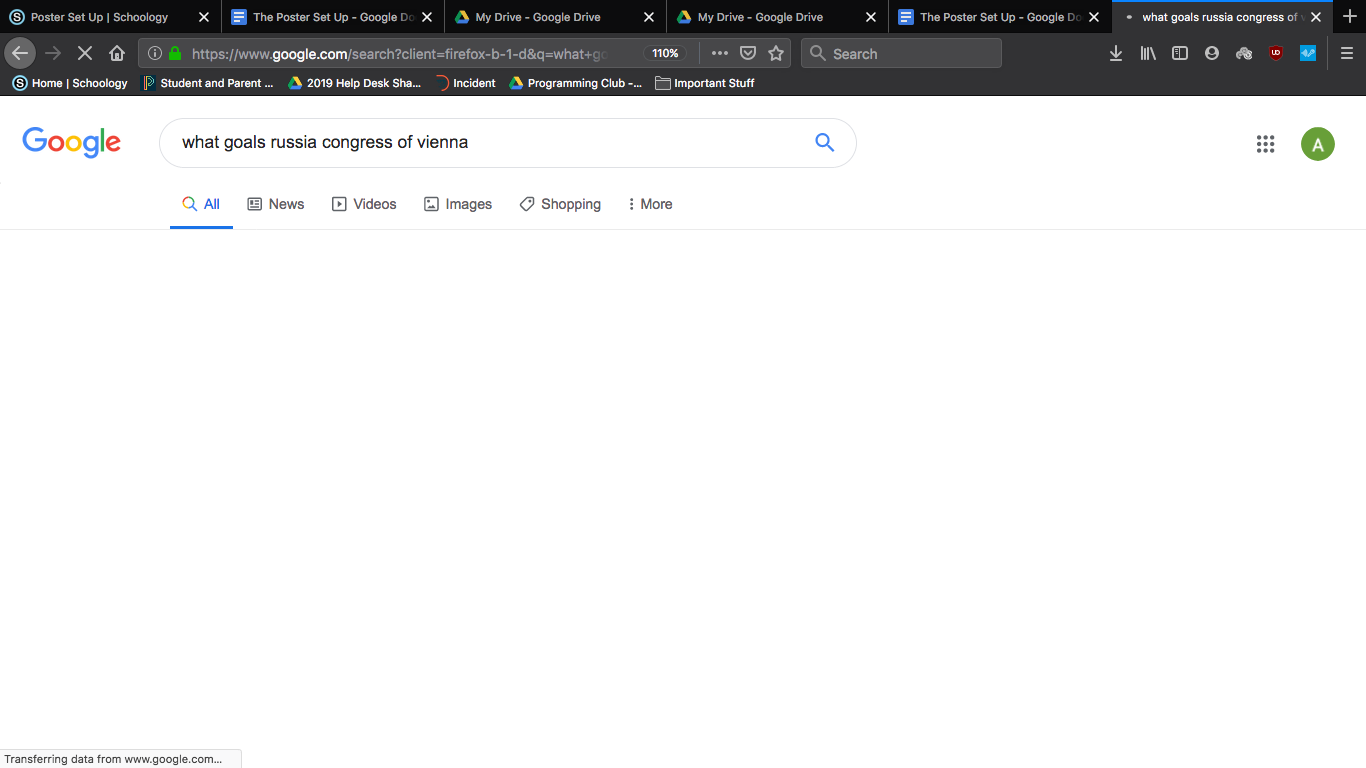 Poster Set Up | Schoology
The Poster Set Up - Google Do
My Drive - Google Drive
My Drive - Google Drive
The Poster Set Up - Google Do
what goals russia congress of v
https://www.google.com/search?client=firefox-b-1-d&q=what+go
110%
Search
Home | Schoology
Student and Parent ...
2019 Help Desk Sha...
Incident
Programming Club -...
Important Stuff
Google
what goals russia congress of vienna
A
All
News
Videos
Images
Shopping
More
Transferring data from www.google.com...